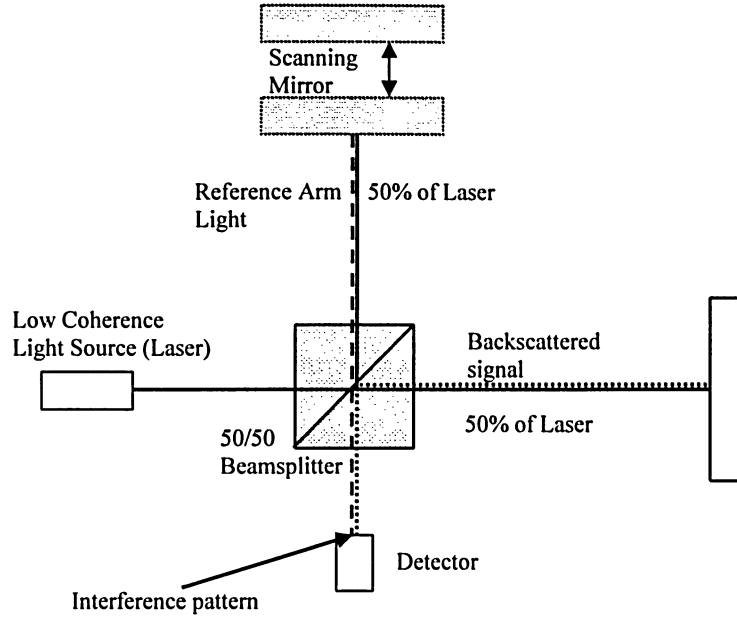 Scanning
Mirror
Reference Arm
Light
50% of Laser
Low Coherence
Light Source (Laser)
Backscattered
signal
50% of Laser
50/50
Beamsplitter
Detector
Interference pattern